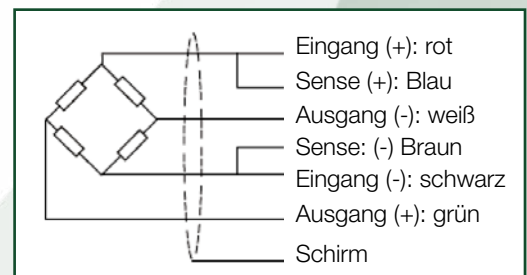 Eingang (+): rot
Sense (+): Blau
Ausgang (-): weiß
Sense: (-) Braun
Eingang (-): schwarz
Ausgang (+): grün
Schirm